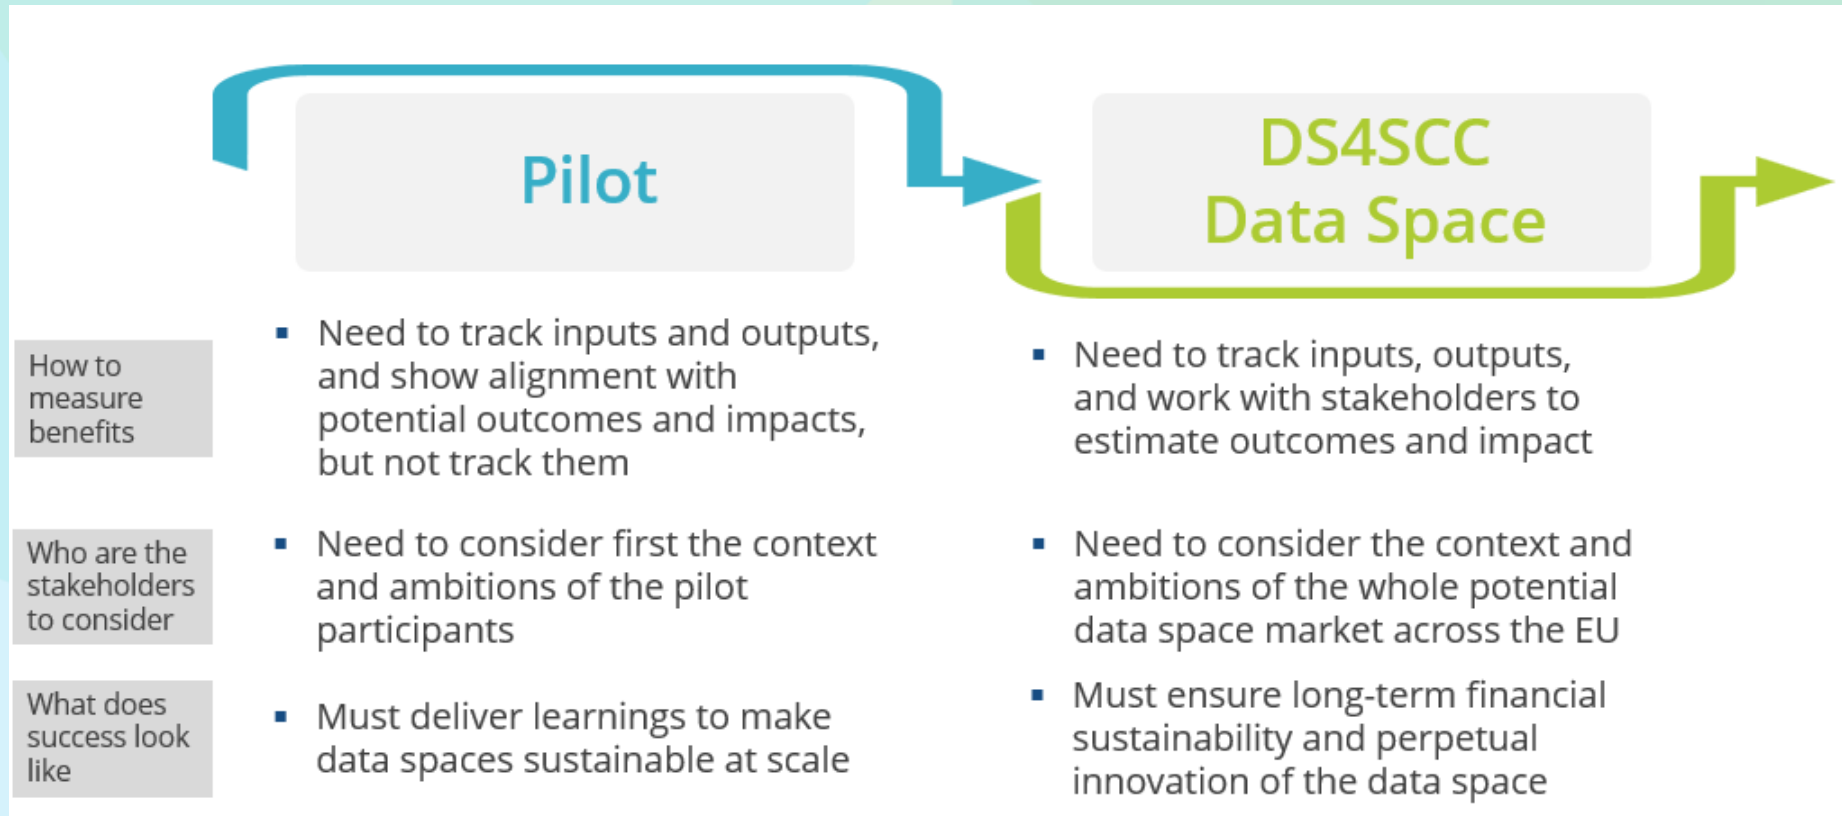 Pilot
DS4SCC
Data Space
How to
measure
benefits
▪ Need to track inputs and outputs,
and show alignment with
potential outcomes and impacts,
but not track them
▪ Need to track inputs, outputs,
and work with stakeholders to
estimate outcomes and impact
Who are the
stakeholders
to consider
▪ Need to consider first the context
and ambitions of the pilot
participants
▪ Need to consider the context and
ambitions of the whole potential
data space market across the EU
What does
success look
like
▪ Must deliver learnings to make
data spaces sustainable at scale
▪ Must ensure long-term financial
sustainability and perpetual
innovation of the data space